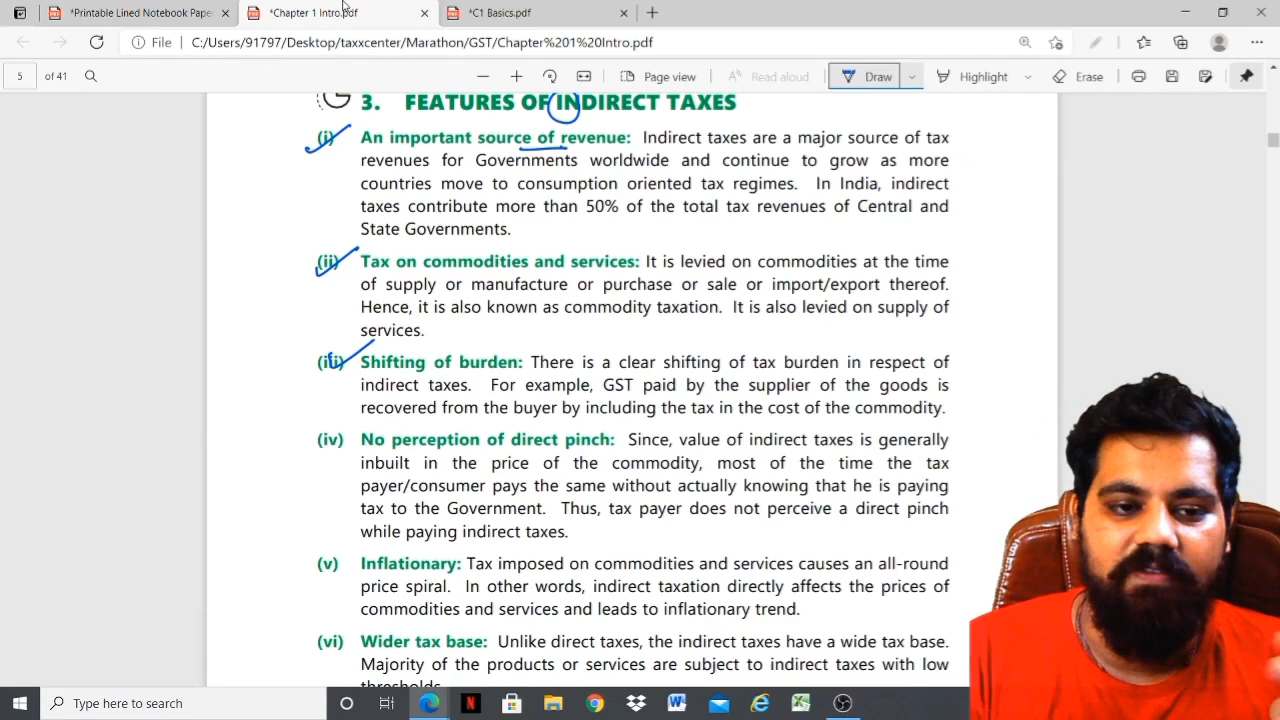 *Printable Lined Notebook Paper
*Chapter 1 Intro.pdf
*C1 Basics.pdf
File
C:/Users/91797/Desktop/taxxcenter/Marathon/GST/Chapter%201%20Intro.pdf
5 of 41
Page view
Read aloud
Draw
Highlight
Erase
3. FEATURES OF INDIRECT TAXES
(i) An important source of revenue: Indirect taxes are a major source of tax
revenues for Governments worldwide and continue to grow as more
countries move to consumption oriented tax regimes. In India, indirect
taxes contribute more than 50% of the total tax revenues of Central and
State Governments.
(ii) Tax on commodities and services: It is levied on commodities at the time
of supply or manufacture or purchase or sale or import/export thereof.
Hence, it is also known as commodity taxation. It is also levied on supply of
services.
(iii) Shifting of burden: There is a clear shifting of tax burden in respect of
indirect taxes. For example, GST paid by the supplier of the goods is
recovered from the buyer by including the tax in the cost of the commodity.
(iv) No perception of direct pinch: Since, value of indirect taxes is generally
inbuilt in the price of the commodity, most of the time the tax
payer/consumer pays the same without actually knowing that he is paying
tax to the Government. Thus, tax payer does not perceive a direct pinch
while paying indirect taxes.
(v) Inflationary: Tax imposed on commodities and services causes an all-round
price spiral. In other words, indirect taxation directly affects the prices of
commodities and services and leads to inflationary trend.
(vi) Wider tax base: Unlike direct taxes, the indirect taxes have a wide tax base.
Majority of the products or services are subject to indirect taxes with low
thresholds.
Type here to search